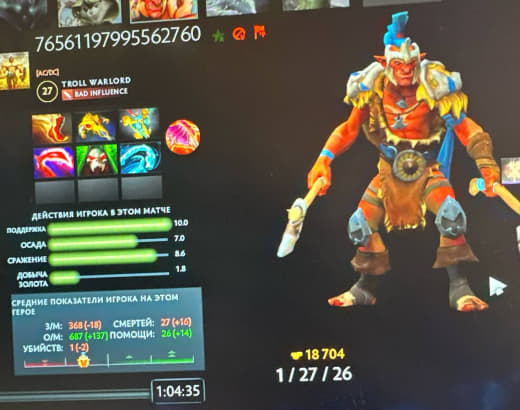 76561197995562760
[AC/DC]
27
TROLL WARLORD
BAD INFLUENCE
ДЕЙСТВИЯ ИГРОКА В ЭТОМ МАТЧЕ
ПОДДЕРЖКА 10.0
ОСАДА 7.0
СРАЖЕНИЕ 8.6
ДОБЫЧА ЗОЛОТА 1.8
СРЕДНИЕ ПОКАЗАТЕЛИ ИГРОКА НА ЭТОМ
ГЕРОЕ
З/М: 368 (-18) СМЕРТЕЙ: 27 (+16)
О/М: 687 (+137) ПОМОЩИ: 26 (+14)
УБИЙСТВ: 1 (-2)
1:04:35
18 704
1 / 27 / 26